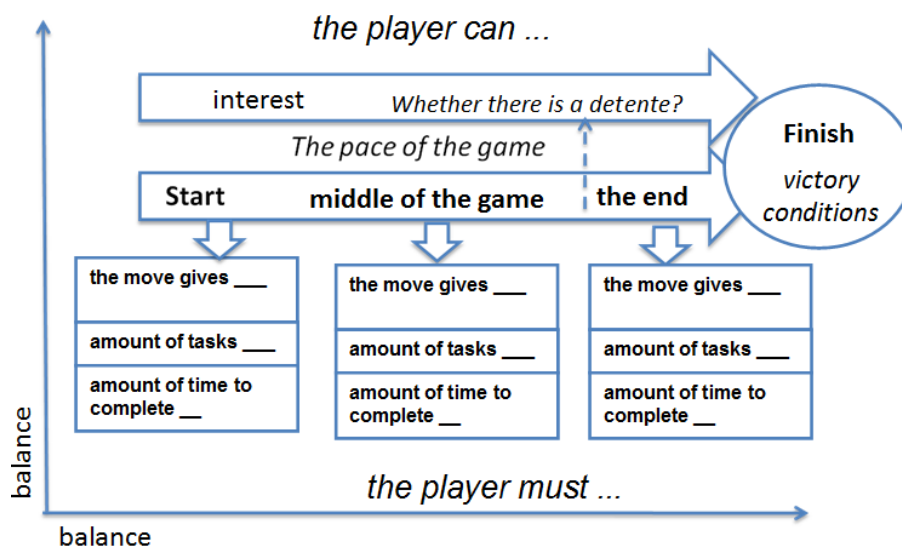 the player can ...
interest
Whether there is a detente?
The pace of the game
Finish
victory
conditions
Start
middle of the game
the end
the move gives ___
amount of tasks ___
amount of time to
complete __
the move gives ___
amount of tasks ___
amount of time to
complete __
the move gives ___
amount of tasks ___
amount of time to
complete __
balance
the player must ...
balance